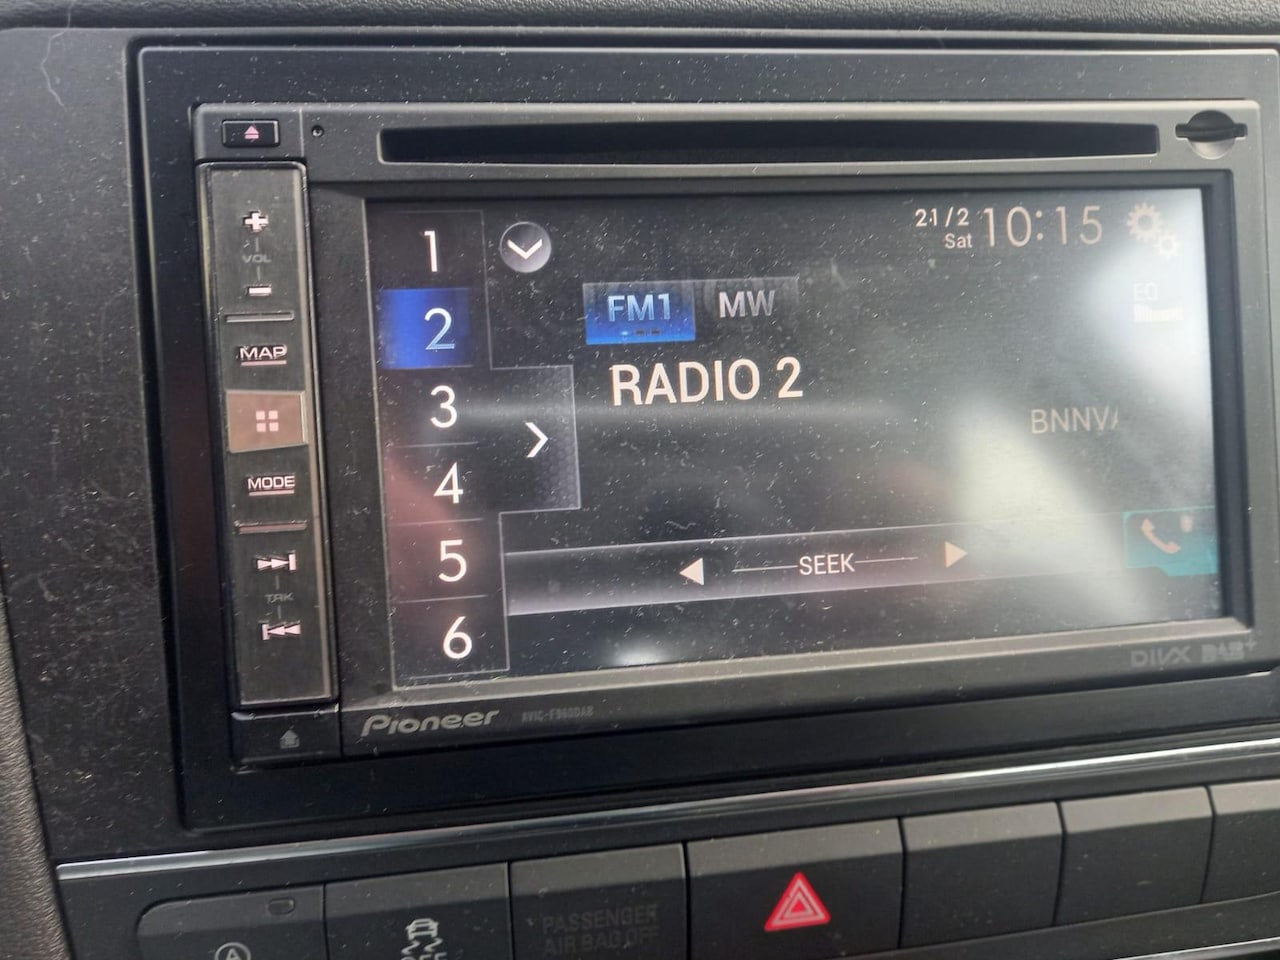 VOL
MAP
MODE
TRK
1
2
3
4
5
6
21/2
Sat
10:15
FM1
MW
EQ
RADIO 2
SEEK
Pioneer
DIVX DAB+
PASSENGER
AIR BAG OFF
A